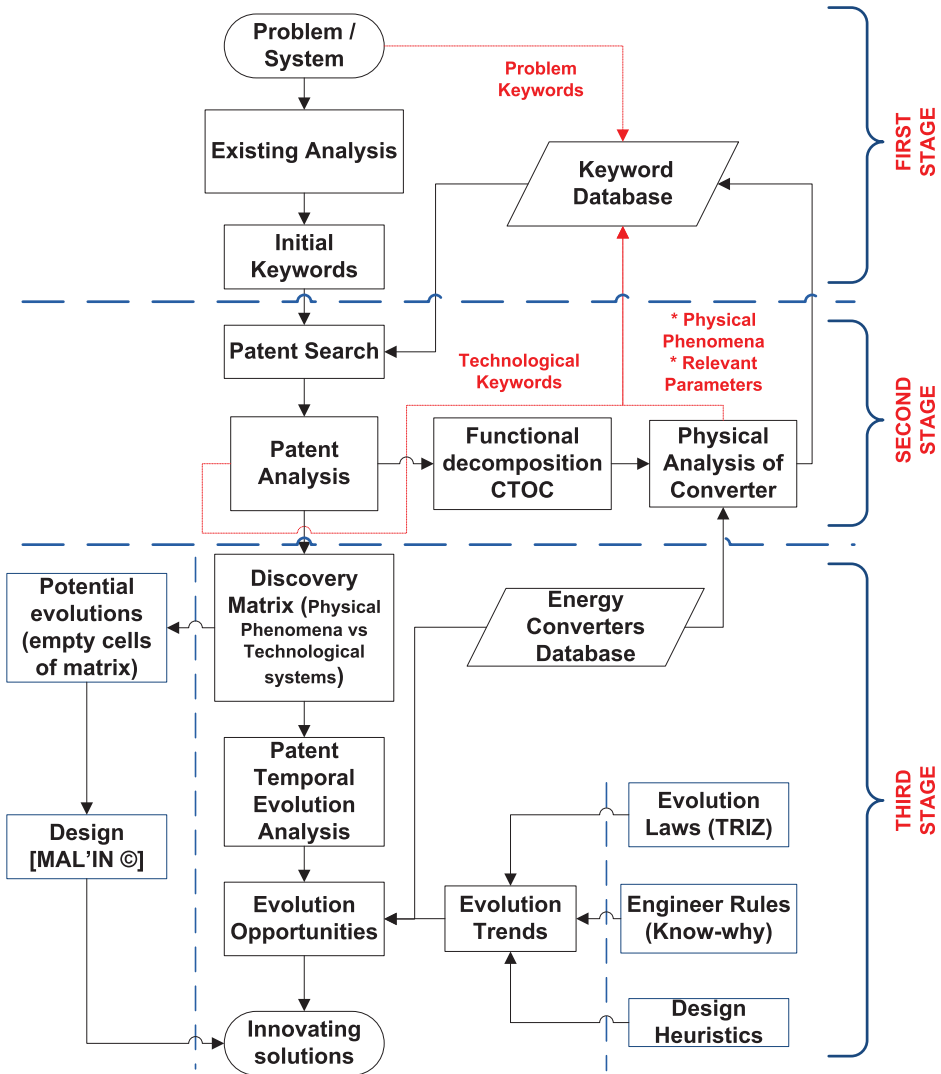 Problem /
System
Problem
Keywords
Existing Analysis
Keyword
Database
Initial
Keywords
FIRST
STAGE
Patent Search
Technological
Keywords
* Physical
Phenomena
* Relevant
Parameters
Patent
Analysis
Functional
decomposition
CTOC
Physical
Analysis of
Converter
SECOND
STAGE
Potential
evolutions
(empty cells
of matrix)
Discovery
Matrix (Physical
Phenomena vs
Technological
systems)
Energy
Converters
Database
Patent
Temporal
Evolution
Analysis
Design
[MAL'IN ©]
Evolution
Laws (TRIZ)
Evolution
Opportunities
Evolution
Trends
Engineer Rules
(Know-why)
Innovating
solutions
Design
Heuristics
THIRD
STAGE